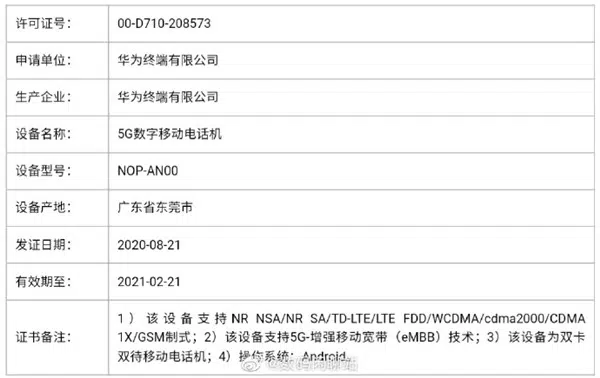 许可证号： 00-D710-208573
申请单位： 华为终端有限公司
生产企业： 华为终端有限公司
设备名称： 5G数字移动电话机
设备型号： NOP-AN00
设备产地： 广东省东莞市
发证日期： 2020-08-21
有效期至： 2021-02-21
证书备注： 1）该设备支持NR NSA/NR SA/TD-LTE/LTE FDD/WCDMA/cdma2000/CDMA
1X/GSM制式；2）该设备支持5G-增强移动宽带（eMBB）技术；3）该设备为双卡
双待移动电话机；4）操作系统：Android。
@数码闲聊站